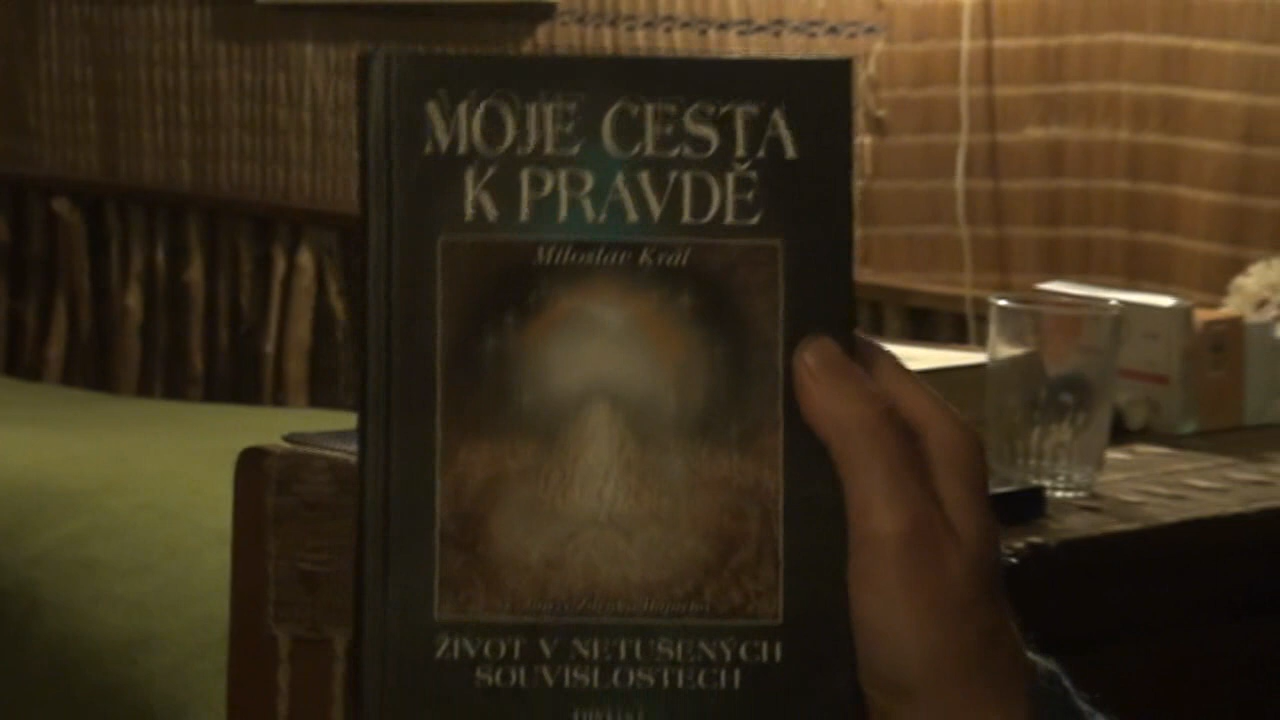 MOJE CESTA
K PRAVDĚ
Miloslav Král
ŽIVOT V NETUŠENÝCH
SOUVISLOSTECH